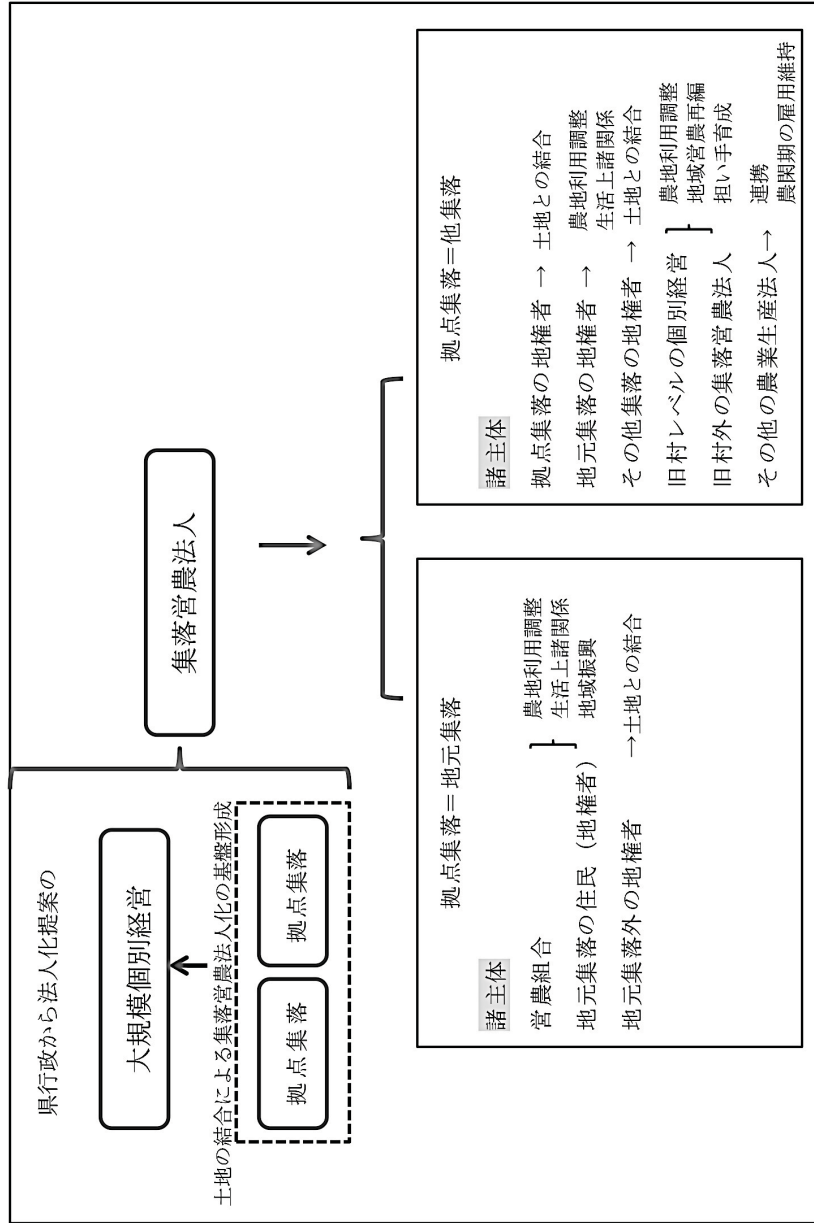 県行政から法人化提案の
大規模個別経営
土地の結合による集落営農法人化の基盤形成
拠点集落
拠点集落
集落営農法人
拠点集落＝地元集落
諸主体
営農組合
地元集落の住民（地権者）
農地利用調整
生活上諸関係
地域振興
地元集落外の地権者　→土地との結合
拠点集落＝他集落
諸主体
拠点集落の地権者 → 土地との結合
地元集落の地権者 →
農地利用調整
生活上諸関係
その他集落の地権者 → 土地との結合
旧村レベルの個別経営
旧村外の集落営農法人
農地利用調整
地域営農再編
担い手育成
その他の農業生産法人→
連携
農閑期の雇用維持